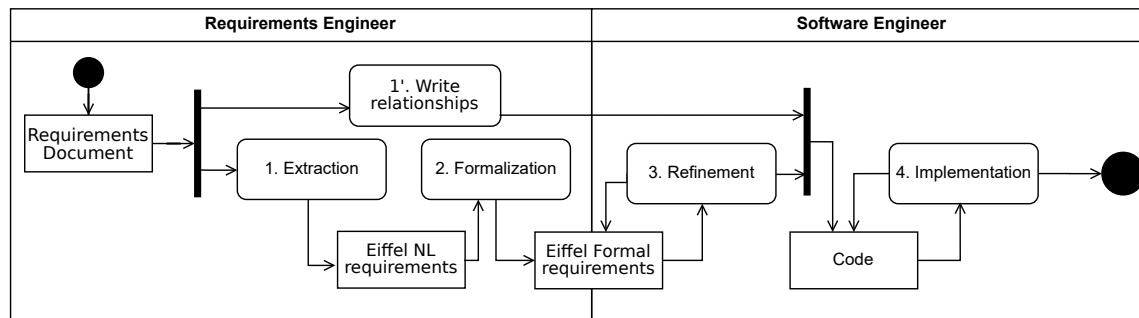 Requirements Engineer
Software Engineer
1'. Write
relationships
Requirements
Document
1. Extraction
2. Formalization
3. Refinement
4. Implementation
Eiffel NL
requirements
Eiffel Formal
requirements
Code